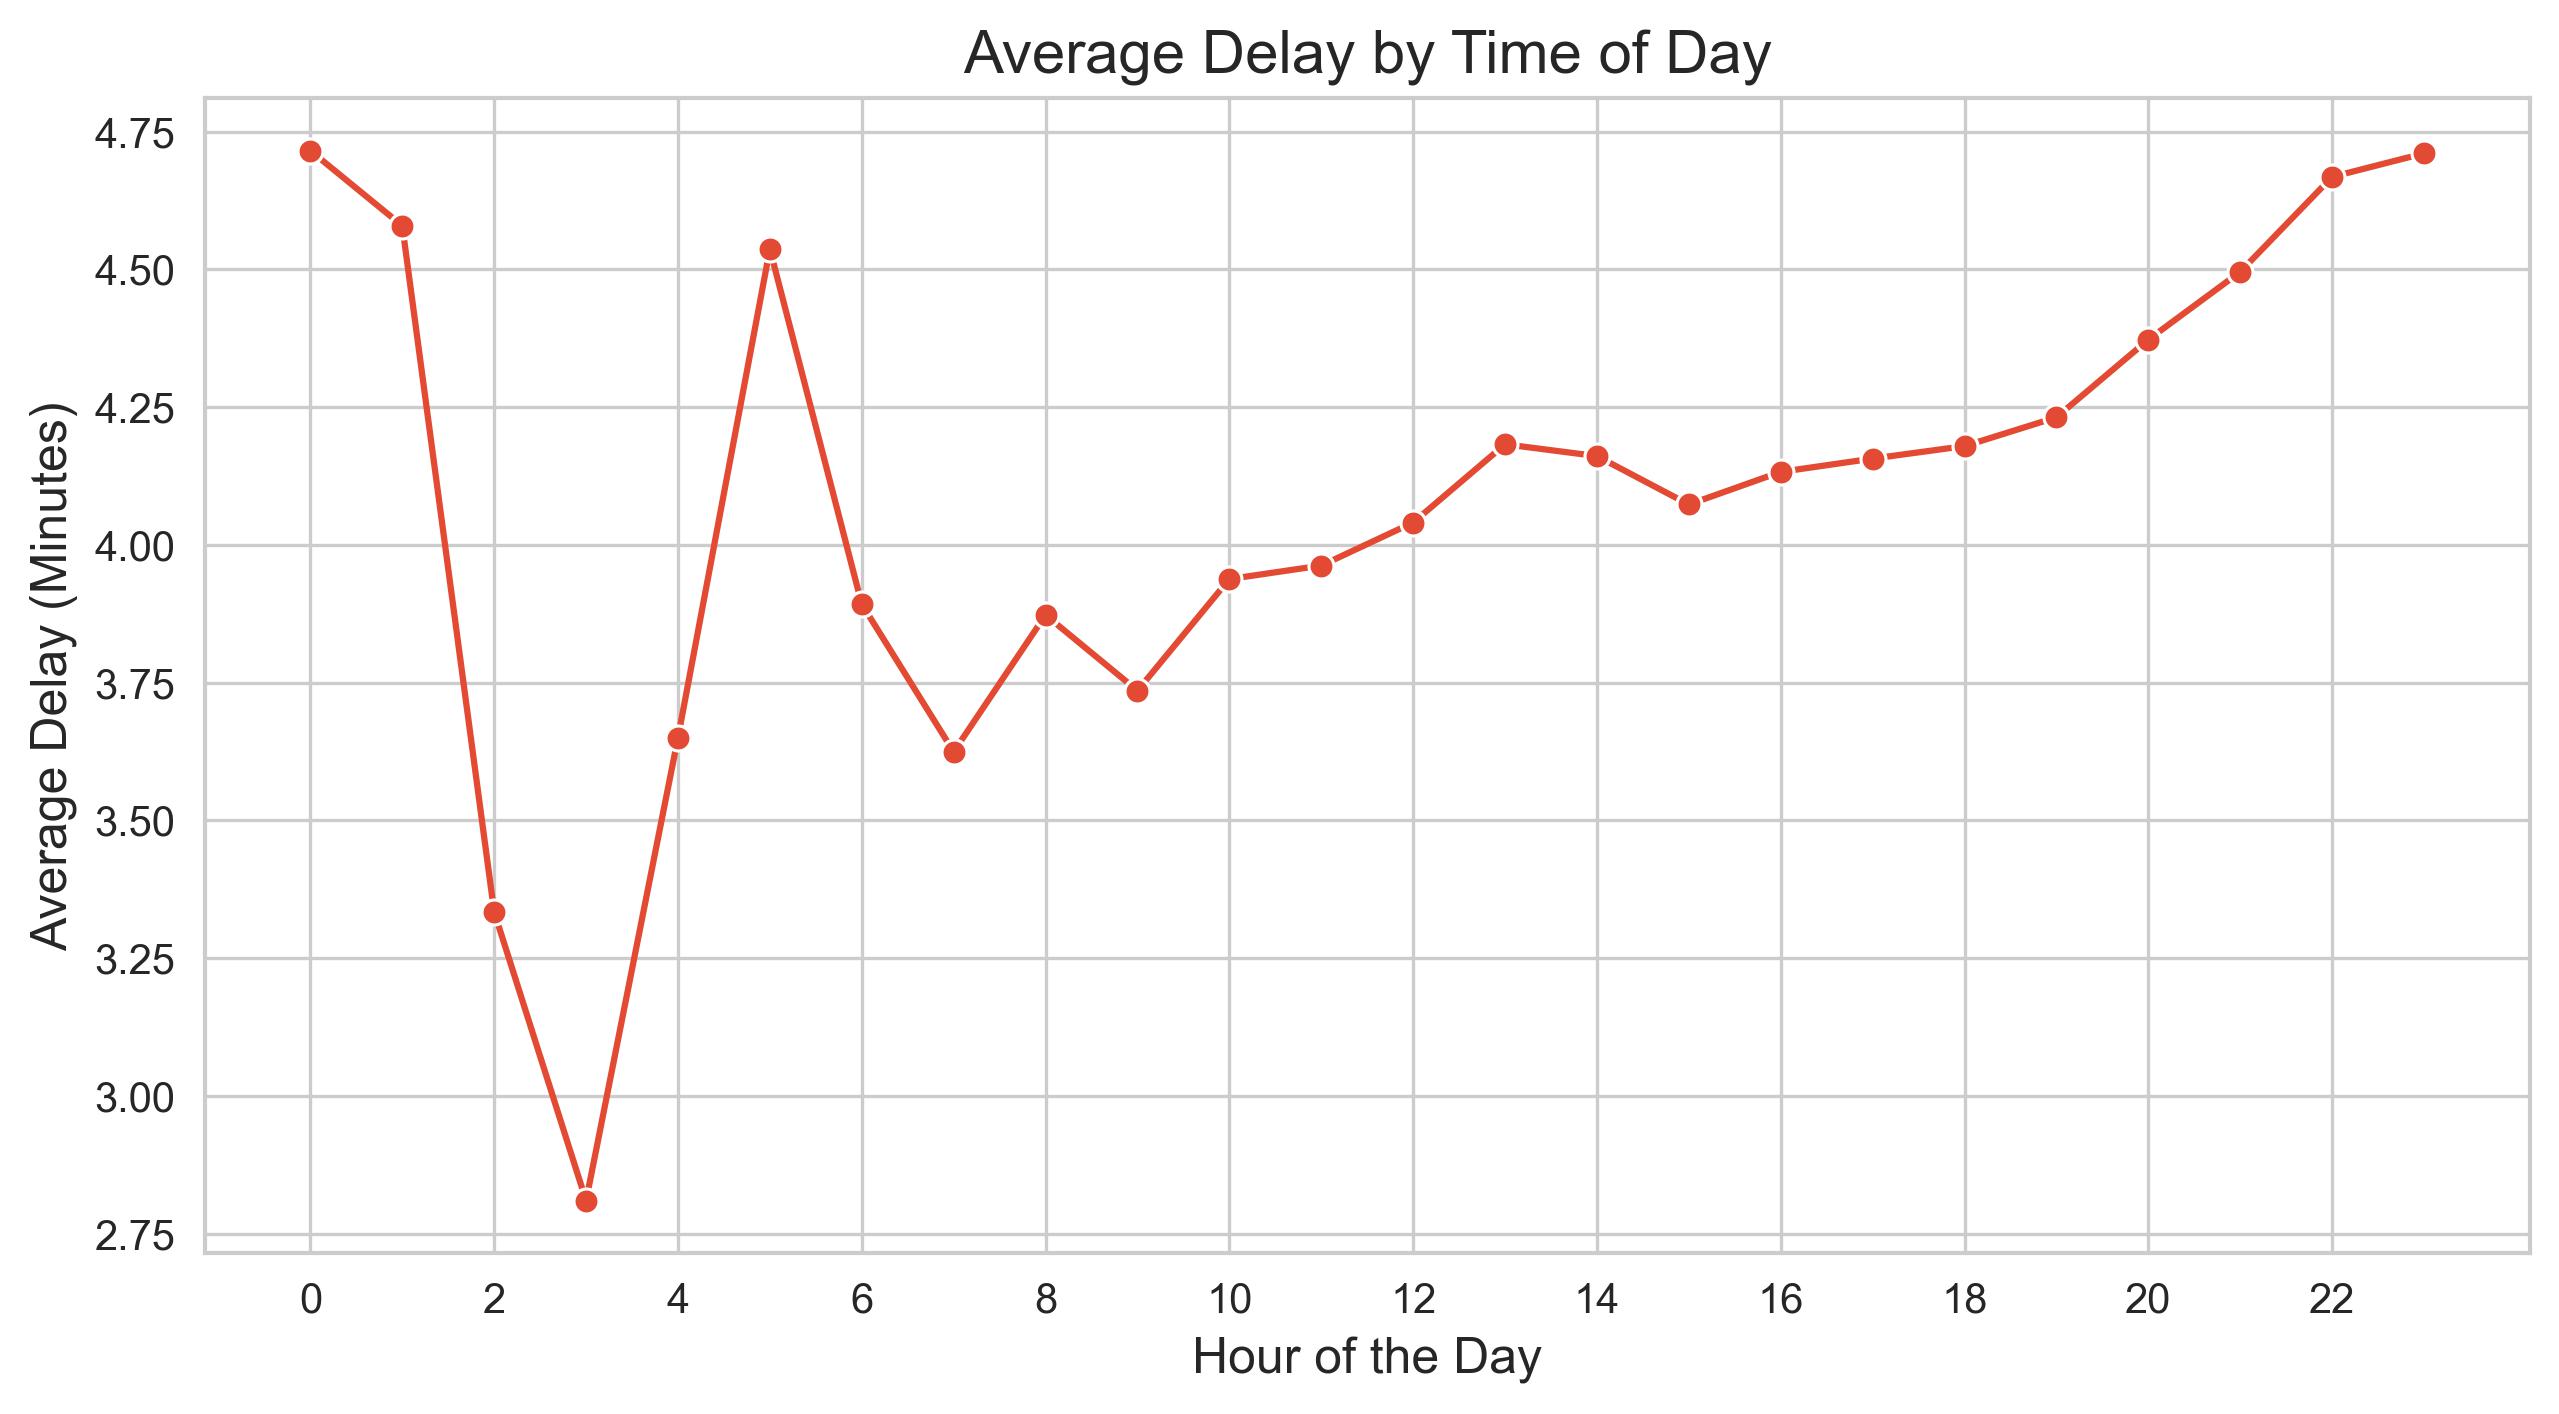 Average Delay by Time of Day
Average Delay (Minutes)
4.75
4.50
4.25
4.00
3.75
3.50
3.25
3.00
2.75
0 2 4 6 8 10 12 14 16 18 20 22
Hour of the Day